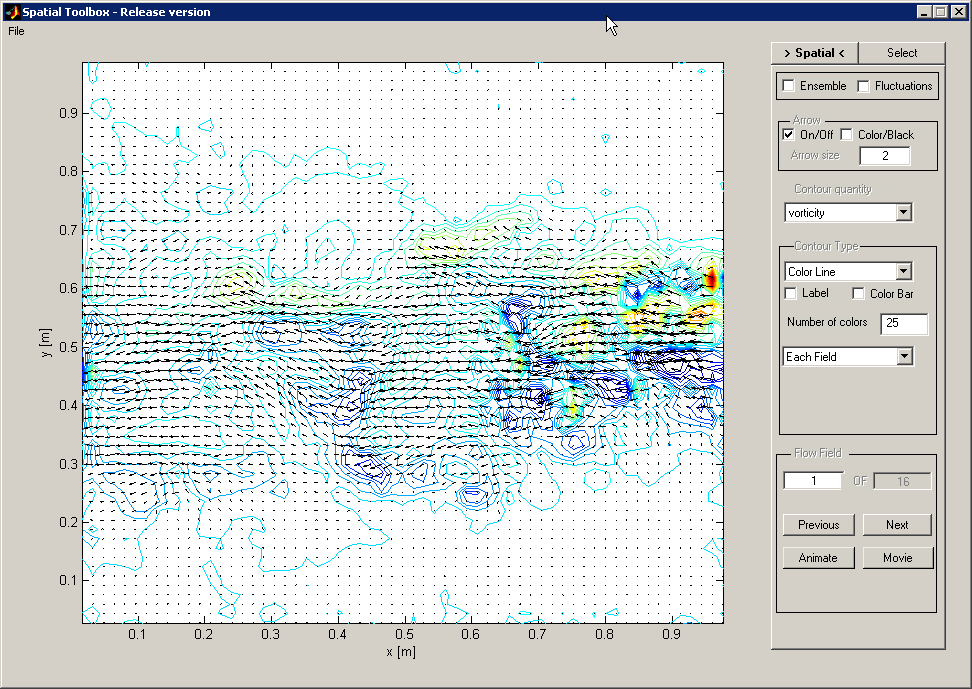 Spatial Toolbox - Release version
File
> Spatial < Select
Ensemble Fluctuations
Arrow
On/Off Color/Black
Arrow size 2
Contour quantity
vorticity
Contour Type
Color Line
Label Color Bar
Number of colors 25
Each Field
Flow Field
1 OF 16
Previous Next
Animate Movie
0.9
0.8
0.7
0.6
0.5
0.4
0.3
0.2
0.1
y [m]
0.1 0.2 0.3 0.4 0.5 0.6 0.7 0.8 0.9
x [m]